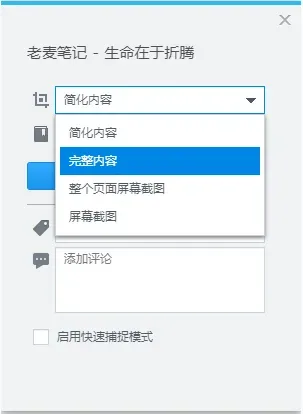 老麦笔记 - 生命在于折腾
简化内容
简化内容
完整内容
整个页面屏幕截图
屏幕截图
添加评论
启用快速捕捉模式